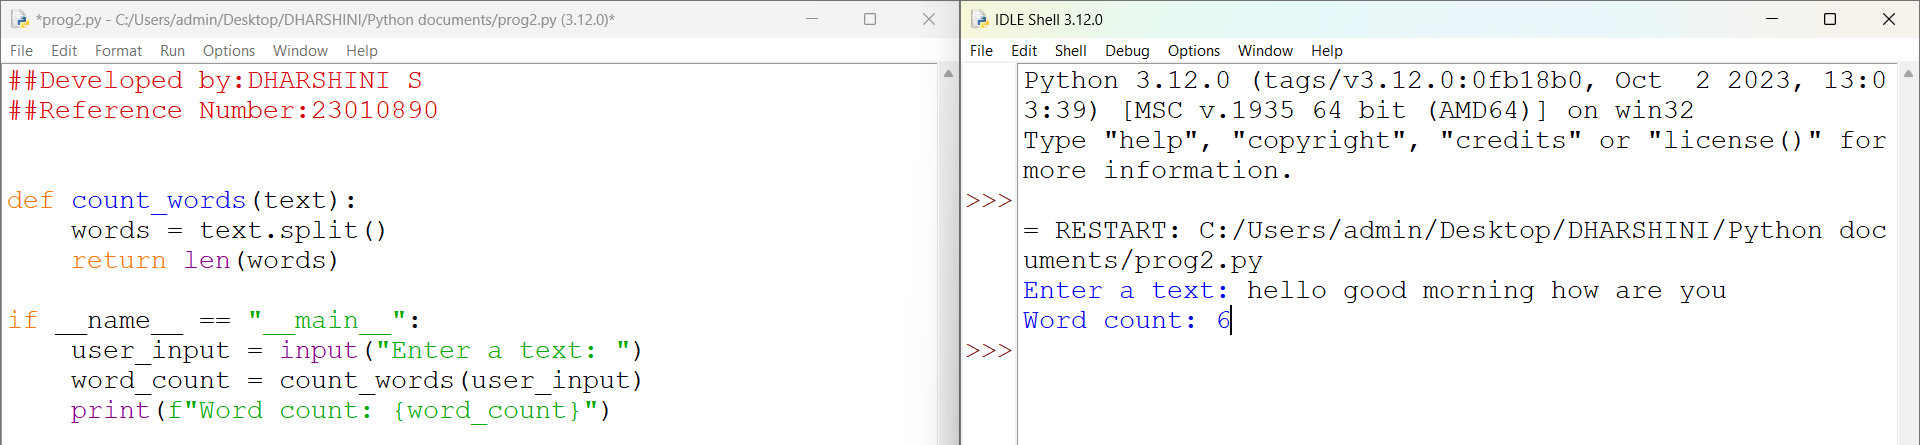 *prog2.py - C:/Users/admin/Desktop/DHARSHINI/Python documents/prog2.py (3.12.0)*
File Edit Format Run Options Window Help
##Developed by:DHARSHINI S
##Reference Number:23010890
def count_words(text):
    words = text.split()
    return len(words)
if __name__ == "__main__":
    user_input = input("Enter a text: ")
    word_count = count_words(user_input)
    print(f"Word count: {word_count}")
IDLE Shell 3.12.0
File Edit Shell Debug Options Window Help
Python 3.12.0 (tags/v3.12.0:0fb18b0, Oct  2 2023, 13:0
3:39) [MSC v.1935 64 bit (AMD64)] on win32
Type "help", "copyright", "credits" or "license()" for
more information.
>>>
= RESTART: C:/Users/admin/Desktop/DHARSHINI/Python doc
uments/prog2.py
Enter a text: hello good morning how are you
Word count: 6
>>>